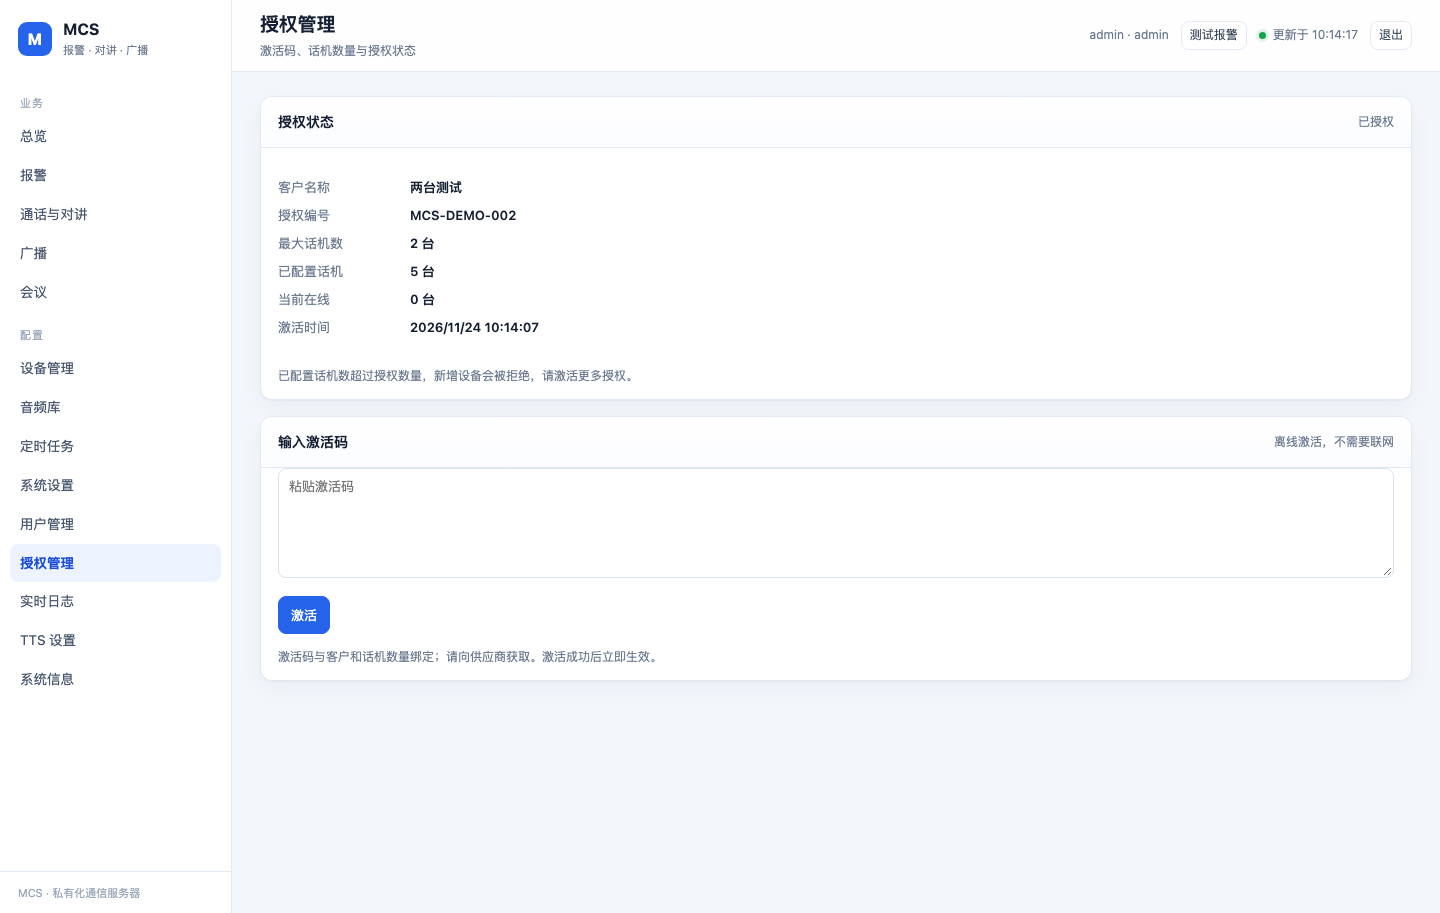 M
MCS
报警 · 对讲 · 广播
业务
总览
报警
通话与对讲
广播
会议
配置
设备管理
音频库
定时任务
系统设置
用户管理
授权管理
实时日志
TTS 设置
系统信息
MCS · 私有化通信服务器
授权管理
激活码、话机数量与授权状态
admin · admin
测试报警
更新于 10:14:17
退出
授权状态
已授权
客户名称 两台测试
授权编号 MCS-DEMO-002
最大话机数 2 台
已配置话机 5 台
当前在线 0 台
激活时间 2026/11/24 10:14:07
已配置话机数超过授权数量，新增设备会被拒绝，请激活更多授权。
输入激活码
离线激活，不需要联网
粘贴激活码
激活
激活码与客户和话机数量绑定；请向供应商获取。激活成功后立即生效。